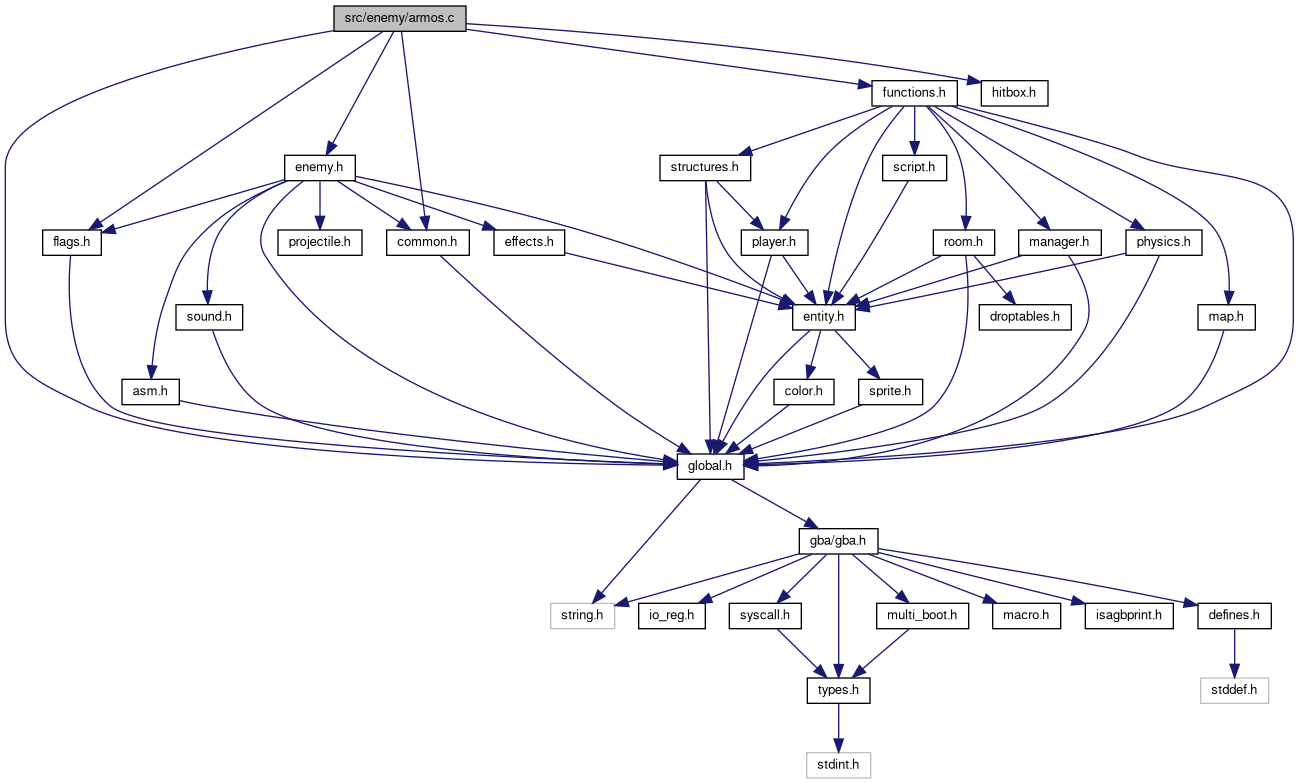 src/enemy/armos.c
functions.h
hitbox.h
enemy.h
structures.h
script.h
flags.h
projectile.h
common.h
effects.h
player.h
room.h
manager.h
physics.h
sound.h
entity.h
droptables.h
map.h
asm.h
color.h
sprite.h
global.h
gba/gba.h
string.h
io_reg.h
syscall.h
multi_boot.h
macro.h
isagbprint.h
defines.h
types.h
stddef.h
stdint.h